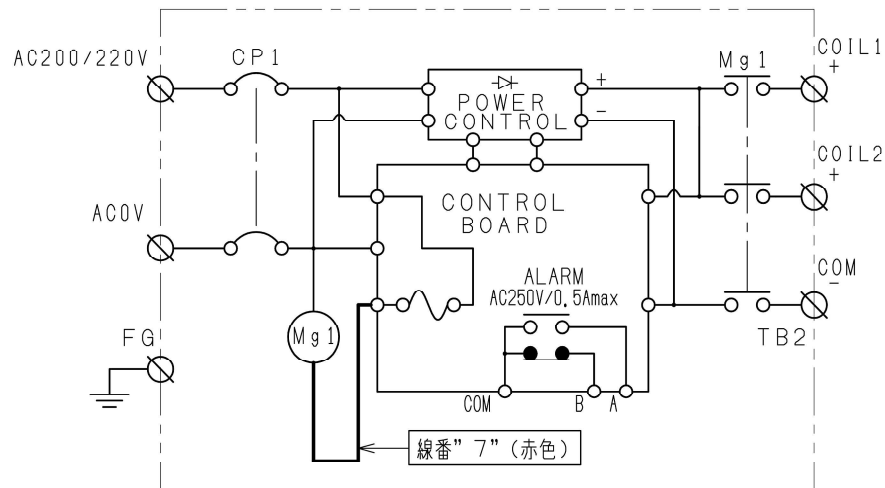 AC200/220V
CP1
Mg1
COIL1
+
POWER
CONTROL
+
-
COIL2
+
CONTROL
BOARD
AC0V
ALARM
AC250V/0.5Amax
COM
-
Mg1
TB2
FG
COM
B
A
線番”7”(赤色)